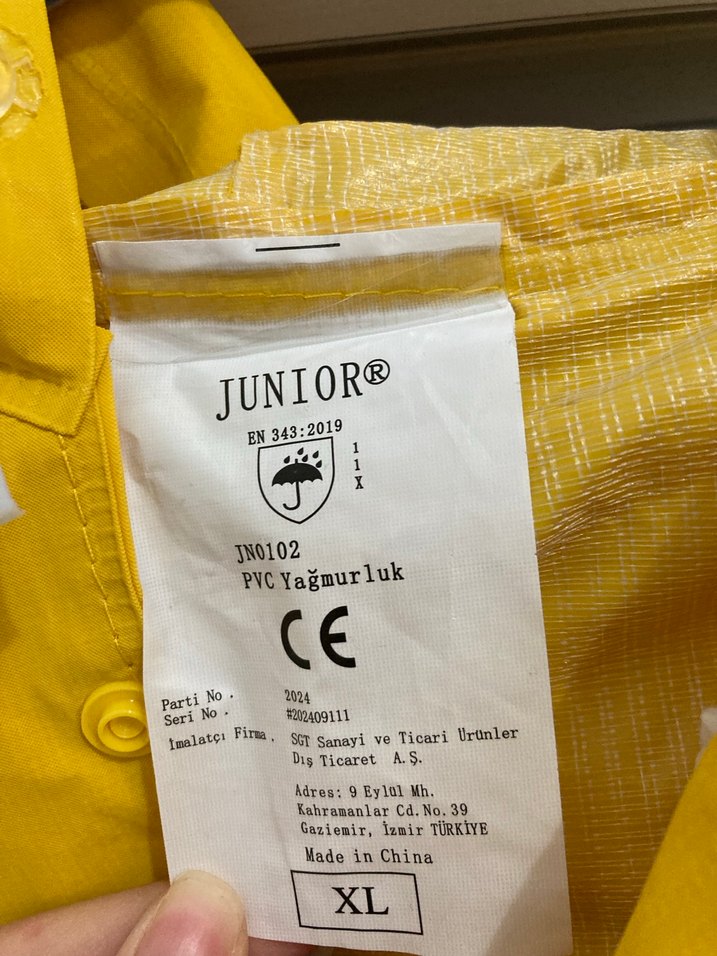 JUNIOR®
EN 343:2019
1
1
X
JN0102
PVC Yağmurluk
CE
Parti No . 2024
Seri No . #202409111
İmalatçı Firma . SGT Sanayi ve Ticari Ürünler
Dış Ticaret A.Ş.
Adres: 9 Eylül Mh.
Kahramanlar Cd. No. 39
Gaziemir, İzmir TÜRKİYE
Made in China
XL